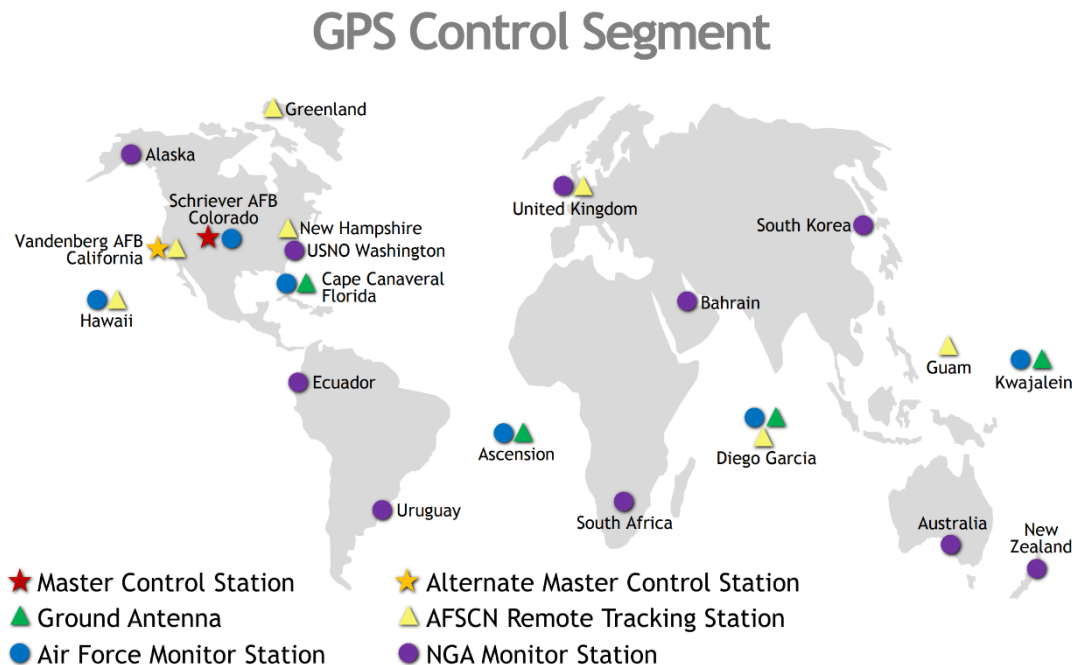 GPS Control Segment
Greenland
Alaska
Schriever AFB
Colorado
Vandenberg AFB
California
New Hampshire
USNO Washington
Cape Canaveral
Florida
Hawaii
United Kingdom
South Korea
Bahrain
Guam
Kwajalein
Ecuador
Ascension
Diego Garcia
Uruguay
South Africa
Australia
New
Zealand
Master Control Station
Alternate Master Control Station
Ground Antenna
AFSCN Remote Tracking Station
Air Force Monitor Station
NGA Monitor Station